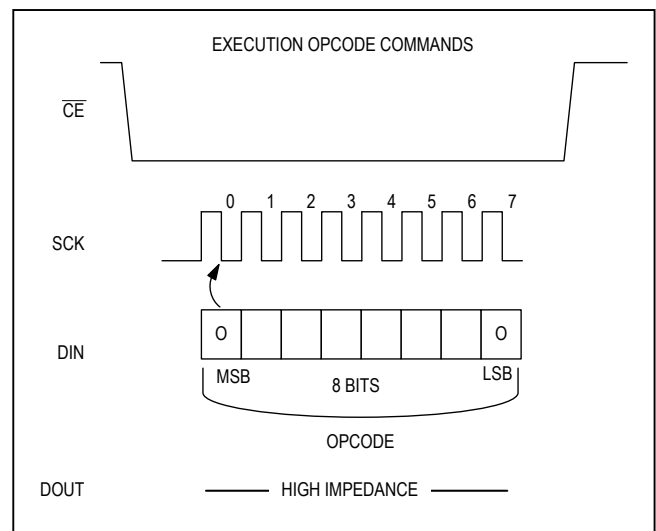 EXECUTION OPCODE COMMANDS
CE
0 1 2 3 4 5 6 7
SCK
DIN
O O
MSB 8 BITS LSB
OPCODE
DOUT HIGH IMPEDANCE